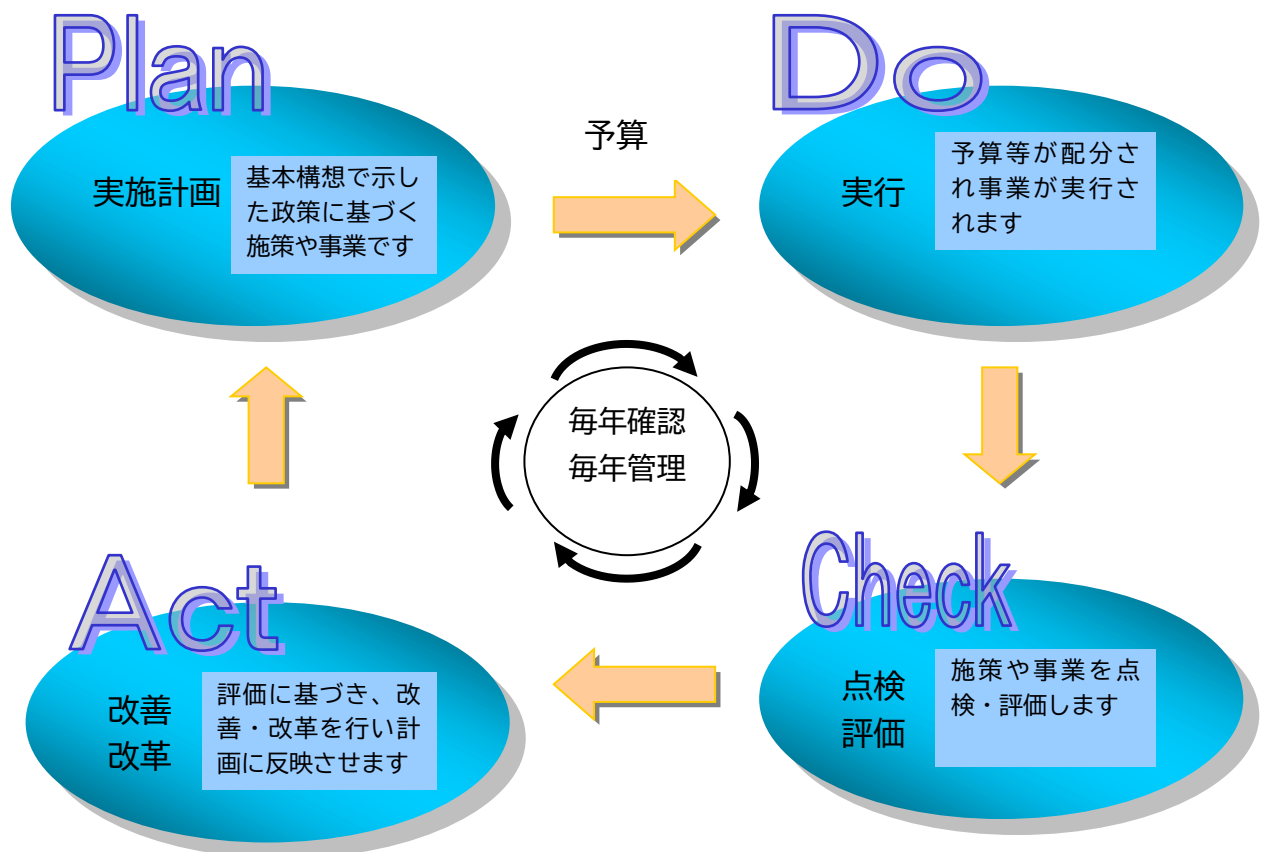 Plan
実施計画
基本構想で示し
た政策に基づく
施策や事業です
予算
Do
実行
予算等が配分さ
れ事業が実行さ
れます
毎年確認
毎年管理
Check
点検
評価
施策や事業を点
検・評価します
Act
改善
改革
評価に基づき、改
善・改革を行い計
画に反映させます